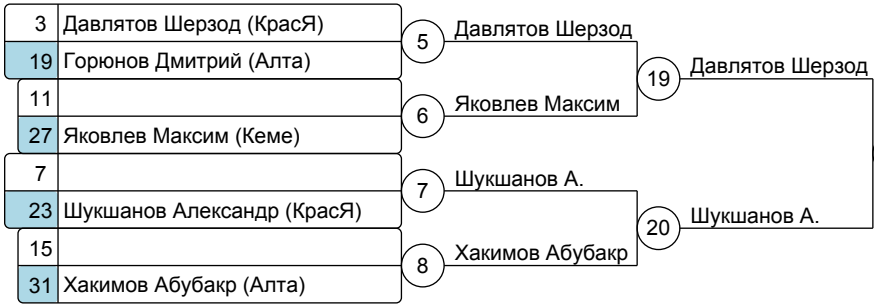 3 Давлятов Шерзод (КрасЯ)
19 Горюнов Дмитрий (Алта)
5 Давлятов Шерзод
11
27 Яковлев Максим (Кеме)
6 Яковлев Максим
19 Давлятов Шерзод
7
23 Шукшанов Александр (КрасЯ)
7 Шукшанов А.
15
31 Хакимов Абубакр (Алта)
8 Хакимов Абубакр
20 Шукшанов А.